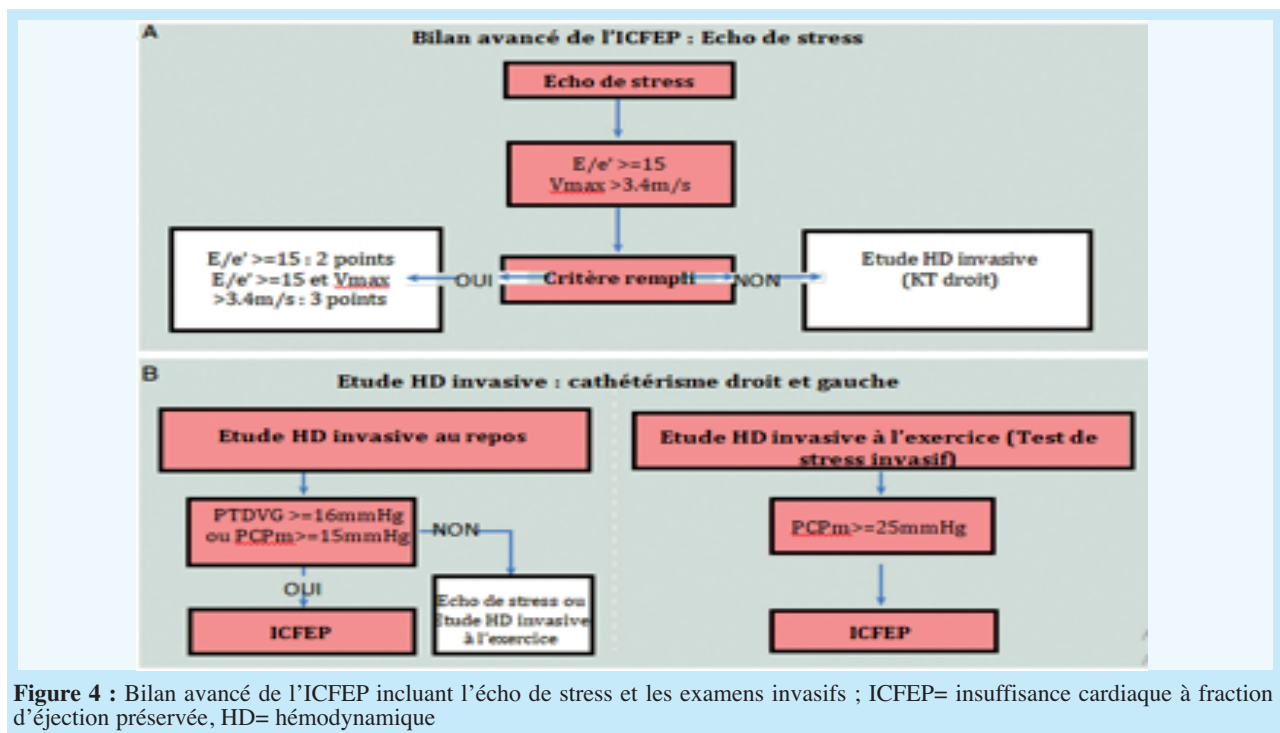 A
Bilan avancé de l'ICFEP : Echo de stress
Echo de stress
E/e' >=15
Vmax >3.4m/s
E/e' >=15 : 2 points
E/e' >=15 et Vmax
>3.4m/s : 3 points
OUI
Critère rempli
NON
Etude HD invasive
(KT droit)
B
Etude HD invasive : cathétérisme droit et gauche
Etude HD invasive au repos
PTDVG >=16mmHg
ou PCPm>=15mmHg
NON
OUI
ICFEP
Echo de stress ou
Etude HD invasive
à l'exercice
Etude HD invasive à l'exercice (Test de
stress invasif)
PCPm>=25mmHg
ICFEP
Figure 4 : Bilan avancé de l'ICFEP incluant l'écho de stress et les examens invasifs ; ICFEP= insuffisance cardiaque à fraction
d'éjection préservée, HD= hémodynamique